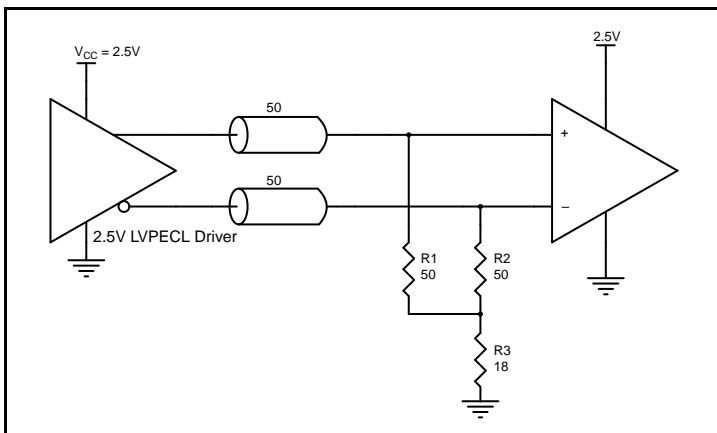 V_CC = 2.5V
2.5V
50
+
50
–
2.5V LVPECL Driver
R1
50
R2
50
R3
18